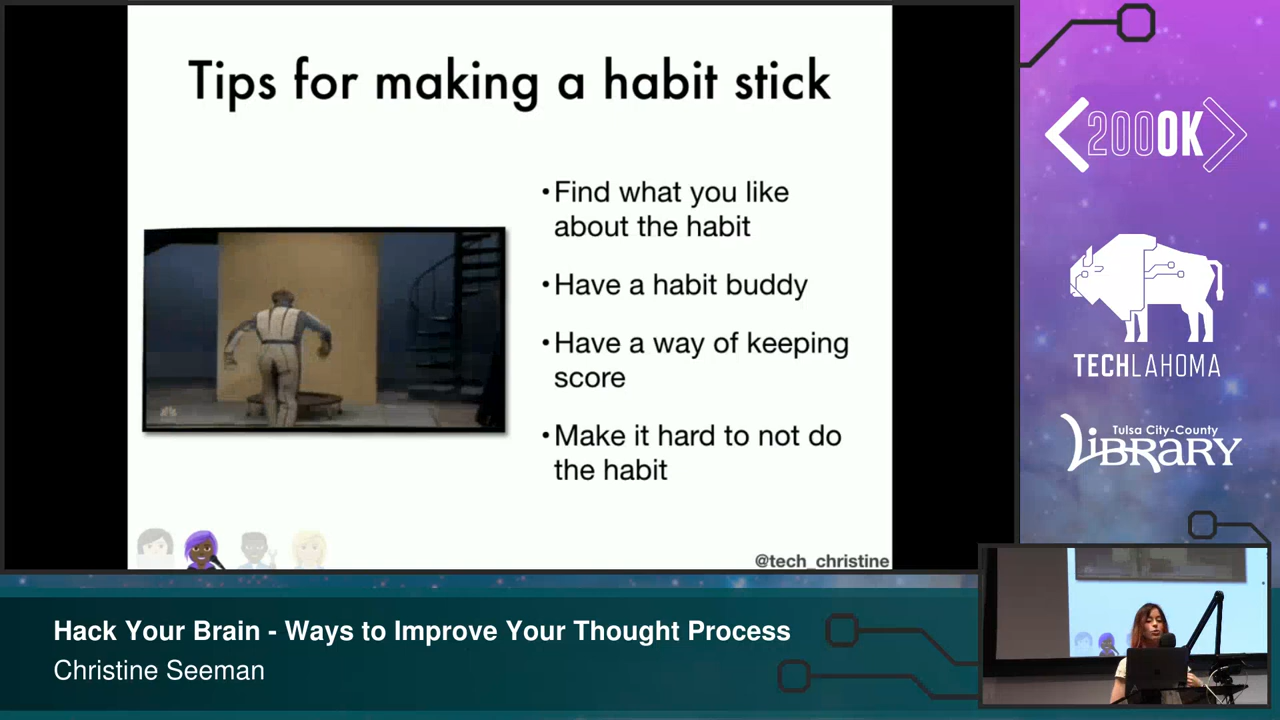 Tips for making a habit stick
•Find what you like
about the habit
•Have a habit buddy
•Have a way of keeping
score
•Make it hard to not do
the habit
@tech_christine
<200OK>
TECHLAHOMA
Tulsa City-County
LiBRARY
Hack Your Brain - Ways to Improve Your Thought Process
Christine Seeman